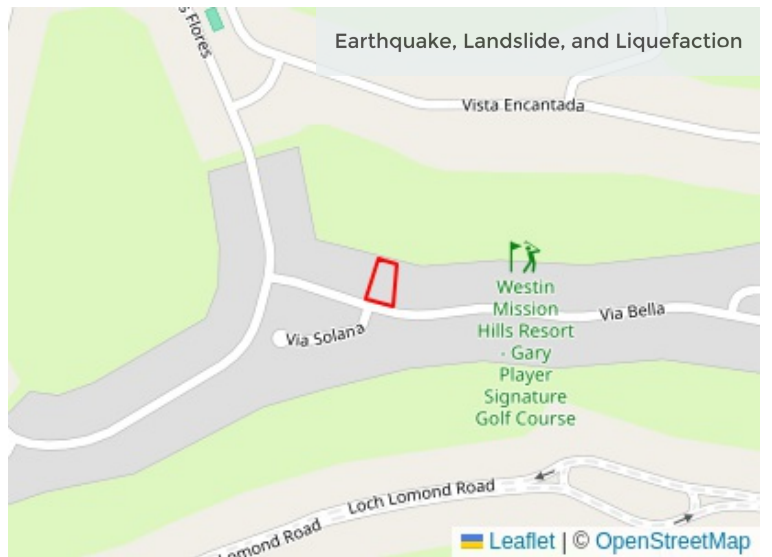 s Flores
Earthquake, Landslide, and Liquefaction
Vista Encantada
Westin
Mission
Hills Resort
- Gary
Player
Signature
Golf Course
Via Bella
Via Solana
Loch Lomond Road
omond Road
Leaflet | © OpenStreetMap